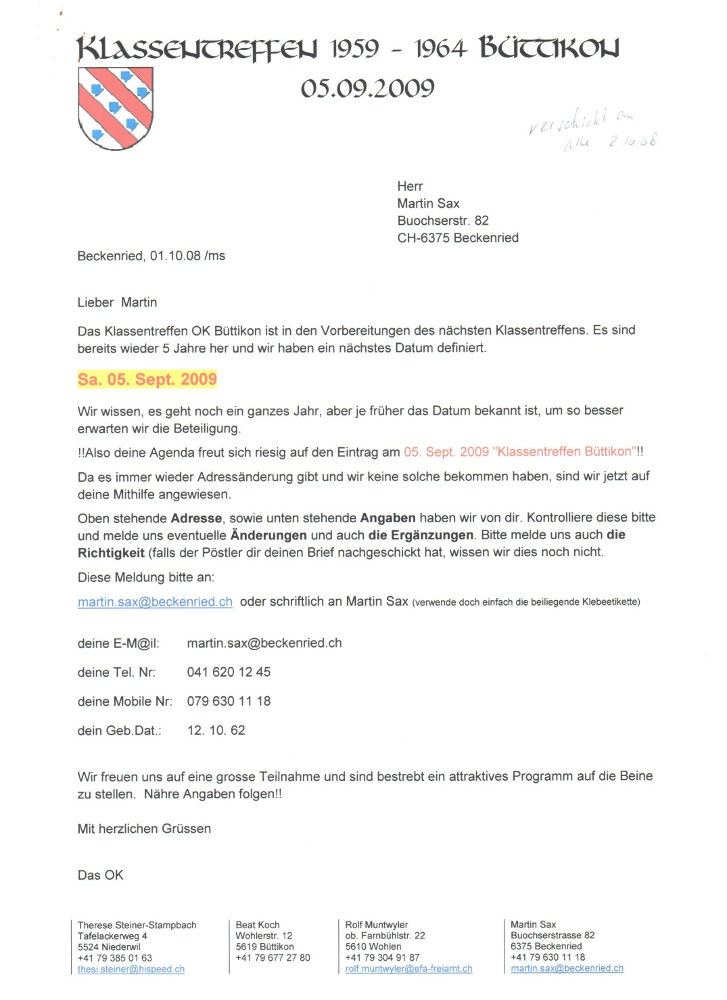 Klassentreffen 1959 - 1964 Büttikon
05.09.2009
verschickt an
alle 2.10.08
Herr
Martin Sax
Buochserstr. 82
CH-6375 Beckenried
Beckenried, 01.10.08 /ms
Lieber Martin
Das Klassentreffen OK Büttikon ist in den Vorbereitungen des nächsten Klassentreffens. Es sind
bereits wieder 5 Jahre her und wir haben ein nächstes Datum definiert.
Sa. 05. Sept. 2009
Wir wissen, es geht noch ein ganzes Jahr, aber je früher das Datum bekannt ist, um so besser
erwarten wir die Beteiligung.
!!Also deine Agenda freut sich riesig auf den Eintrag am 05. Sept. 2009 "Klassentreffen Büttikon"!!
Da es immer wieder Adressänderung gibt und wir keine solche bekommen haben, sind wir jetzt auf
deine Mithilfe angewiesen.
Oben stehende Adresse, sowie unten stehende Angaben haben wir von dir. Kontrolliere diese bitte
und melde uns eventuelle Änderungen und auch die Ergänzungen. Bitte melde uns auch die
Richtigkeit (falls der Pöstler dir deinen Brief nachgeschickt hat, wissen wir dies noch nicht.
Diese Meldung bitte an:
martin.sax@beckenried.ch oder schriftlich an Martin Sax (verwende doch einfach die beiliegende Klebeetikette)
deine E-M@il: martin.sax@beckenried.ch
deine Tel. Nr: 041 620 12 45
deine Mobile Nr: 079 630 11 18
dein Geb.Dat.: 12. 10. 62
Wir freuen uns auf eine grosse Teilnahme und sind bestrebt ein attraktives Programm auf die Beine
zu stellen. Nähre Angaben folgen!!
Mit herzlichen Grüssen
Das OK
Therese Steiner-Stampbach
Tafelackerweg 4
5524 Niederwil
+41 79 385 01 63
thesi.steiner@hispeed.ch
Beat Koch
Wohlerstr. 12
5619 Büttikon
+41 79 677 27 80
Rolf Muntwyler
ob. Farnbühlstr. 22
5610 Wohlen
+41 79 304 91 87
rolf.muntwyler@efa-freiamt.ch
Martin Sax
Buochserstrasse 82
6375 Beckenried
+41 79 630 11 18
martin.sax@beckenried.ch